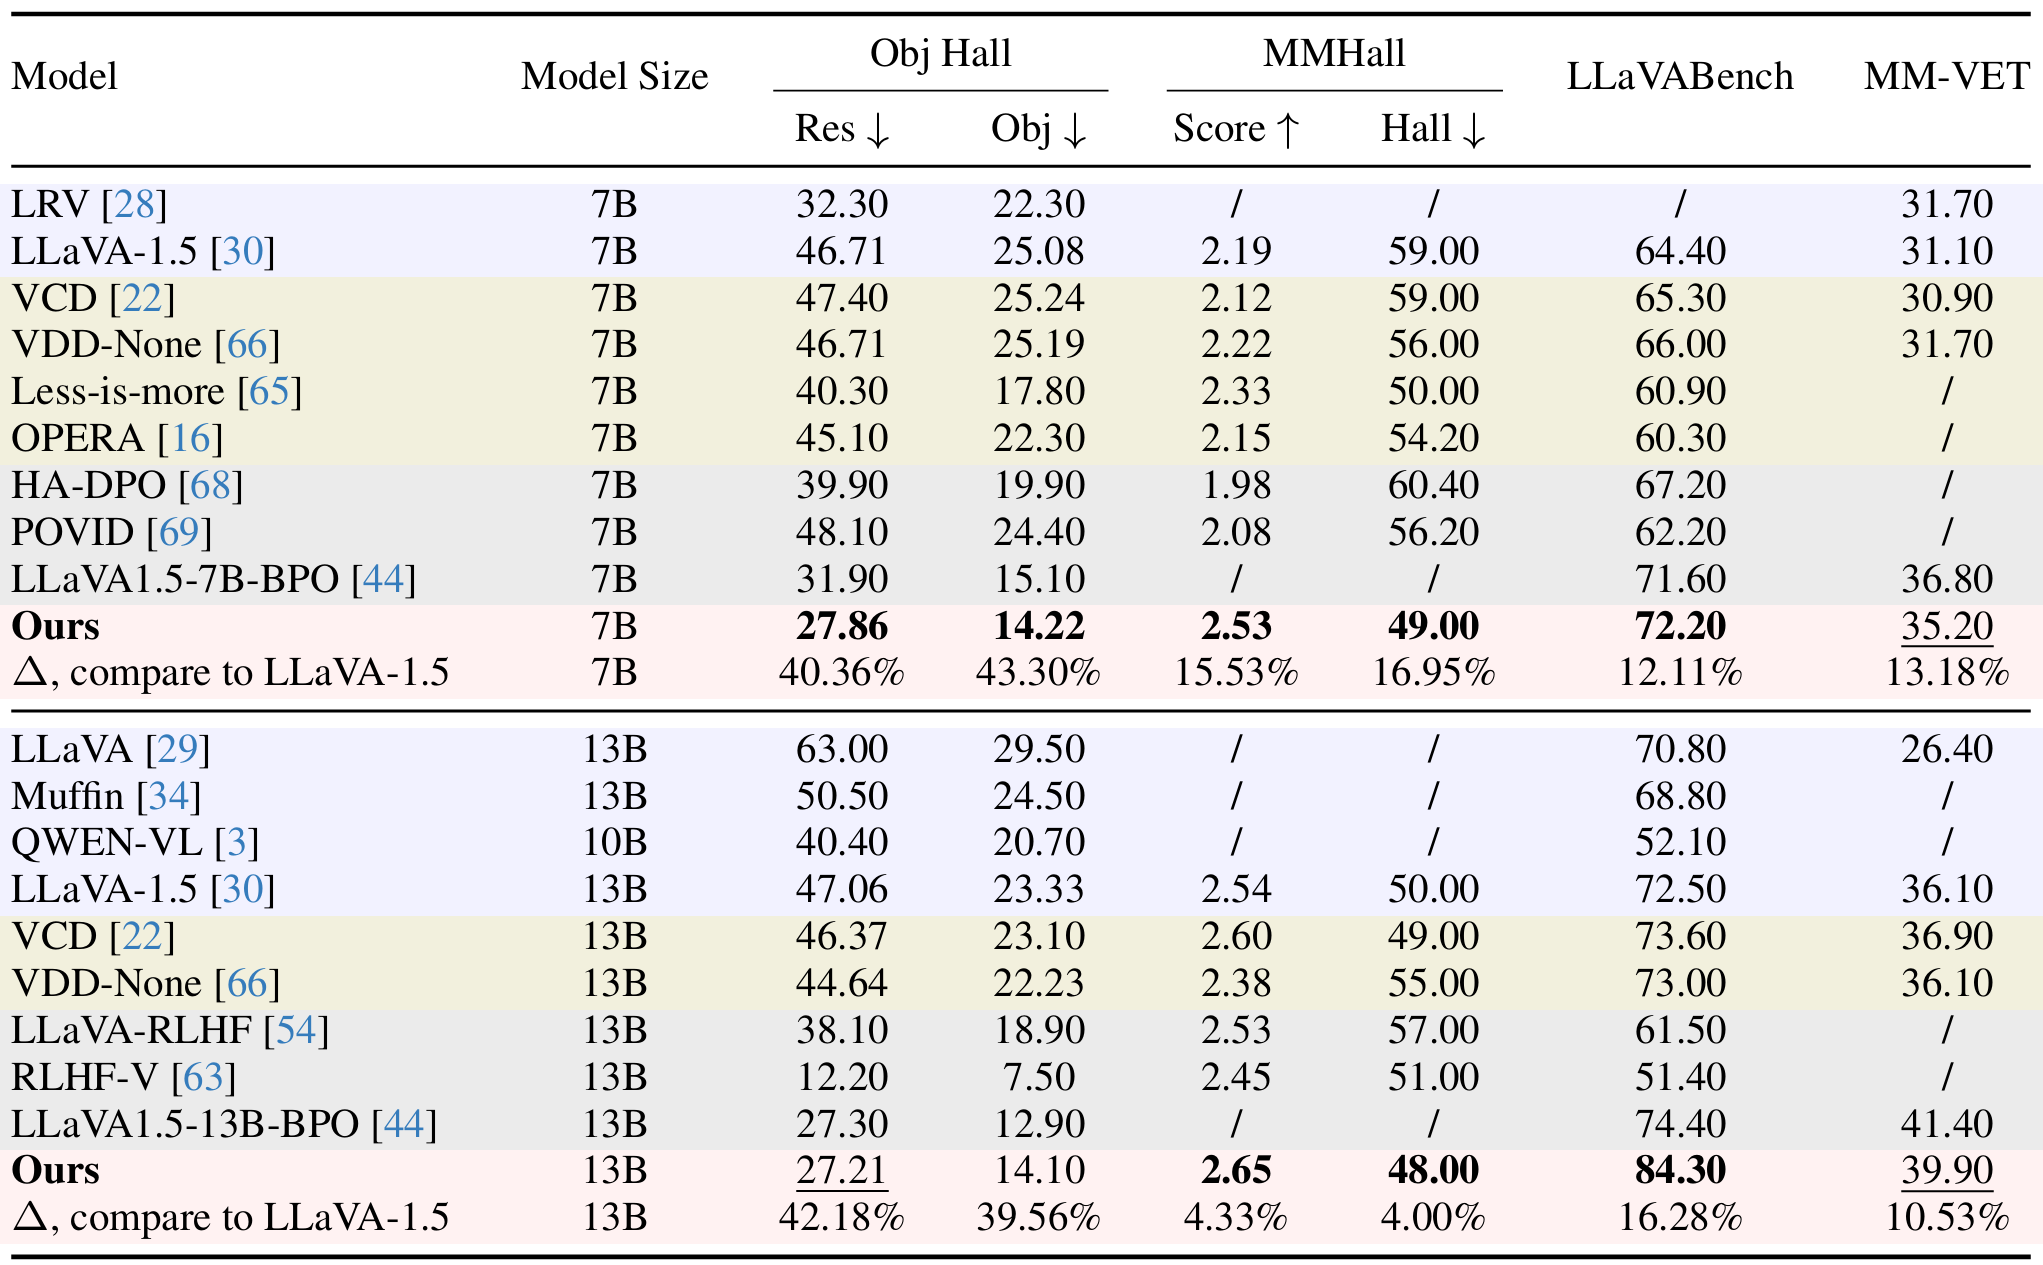 Model Model Size Obj Hall MMHall LLaVABench MM-VET
Res ↓ Obj ↓ Score ↑ Hall ↓
LRV [28] 7B 32.30 22.30 / / / 31.70
LLaVA-1.5 [30] 7B 46.71 25.08 2.19 59.00 64.40 31.10
VCD [22] 7B 47.40 25.24 2.12 59.00 65.30 30.90
VDD-None [66] 7B 46.71 25.19 2.22 56.00 66.00 31.70
Less-is-more [65] 7B 40.30 17.80 2.33 50.00 60.90 /
OPERA [16] 7B 45.10 22.30 2.15 54.20 60.30 /
HA-DPO [68] 7B 39.90 19.90 1.98 60.40 67.20 /
POVID [69] 7B 48.10 24.40 2.08 56.20 62.20 /
LLaVA1.5-7B-BPO [44] 7B 31.90 15.10 / / 71.60 36.80
Ours 7B 27.86 14.22 2.53 49.00 72.20 35.20
Δ, compare to LLaVA-1.5 7B 40.36% 43.30% 15.53% 16.95% 12.11% 13.18%
LLaVA [29] 13B 63.00 29.50 / / 70.80 26.40
Muffin [34] 13B 50.50 24.50 / / 68.80 /
QWEN-VL [3] 10B 40.40 20.70 / / 52.10 /
LLaVA-1.5 [30] 13B 47.06 23.33 2.54 50.00 72.50 36.10
VCD [22] 13B 46.37 23.10 2.60 49.00 73.60 36.90
VDD-None [66] 13B 44.64 22.23 2.38 55.00 73.00 36.10
LLaVA-RLHF [54] 13B 38.10 18.90 2.53 57.00 61.50 /
RLHF-V [63] 13B 12.20 7.50 2.45 51.00 51.40 /
LLaVA1.5-13B-BPO [44] 13B 27.30 12.90 / / 74.40 41.40
Ours 13B 27.21 14.10 2.65 48.00 84.30 39.90
Δ, compare to LLaVA-1.5 13B 42.18% 39.56% 4.33% 4.00% 16.28% 10.53%